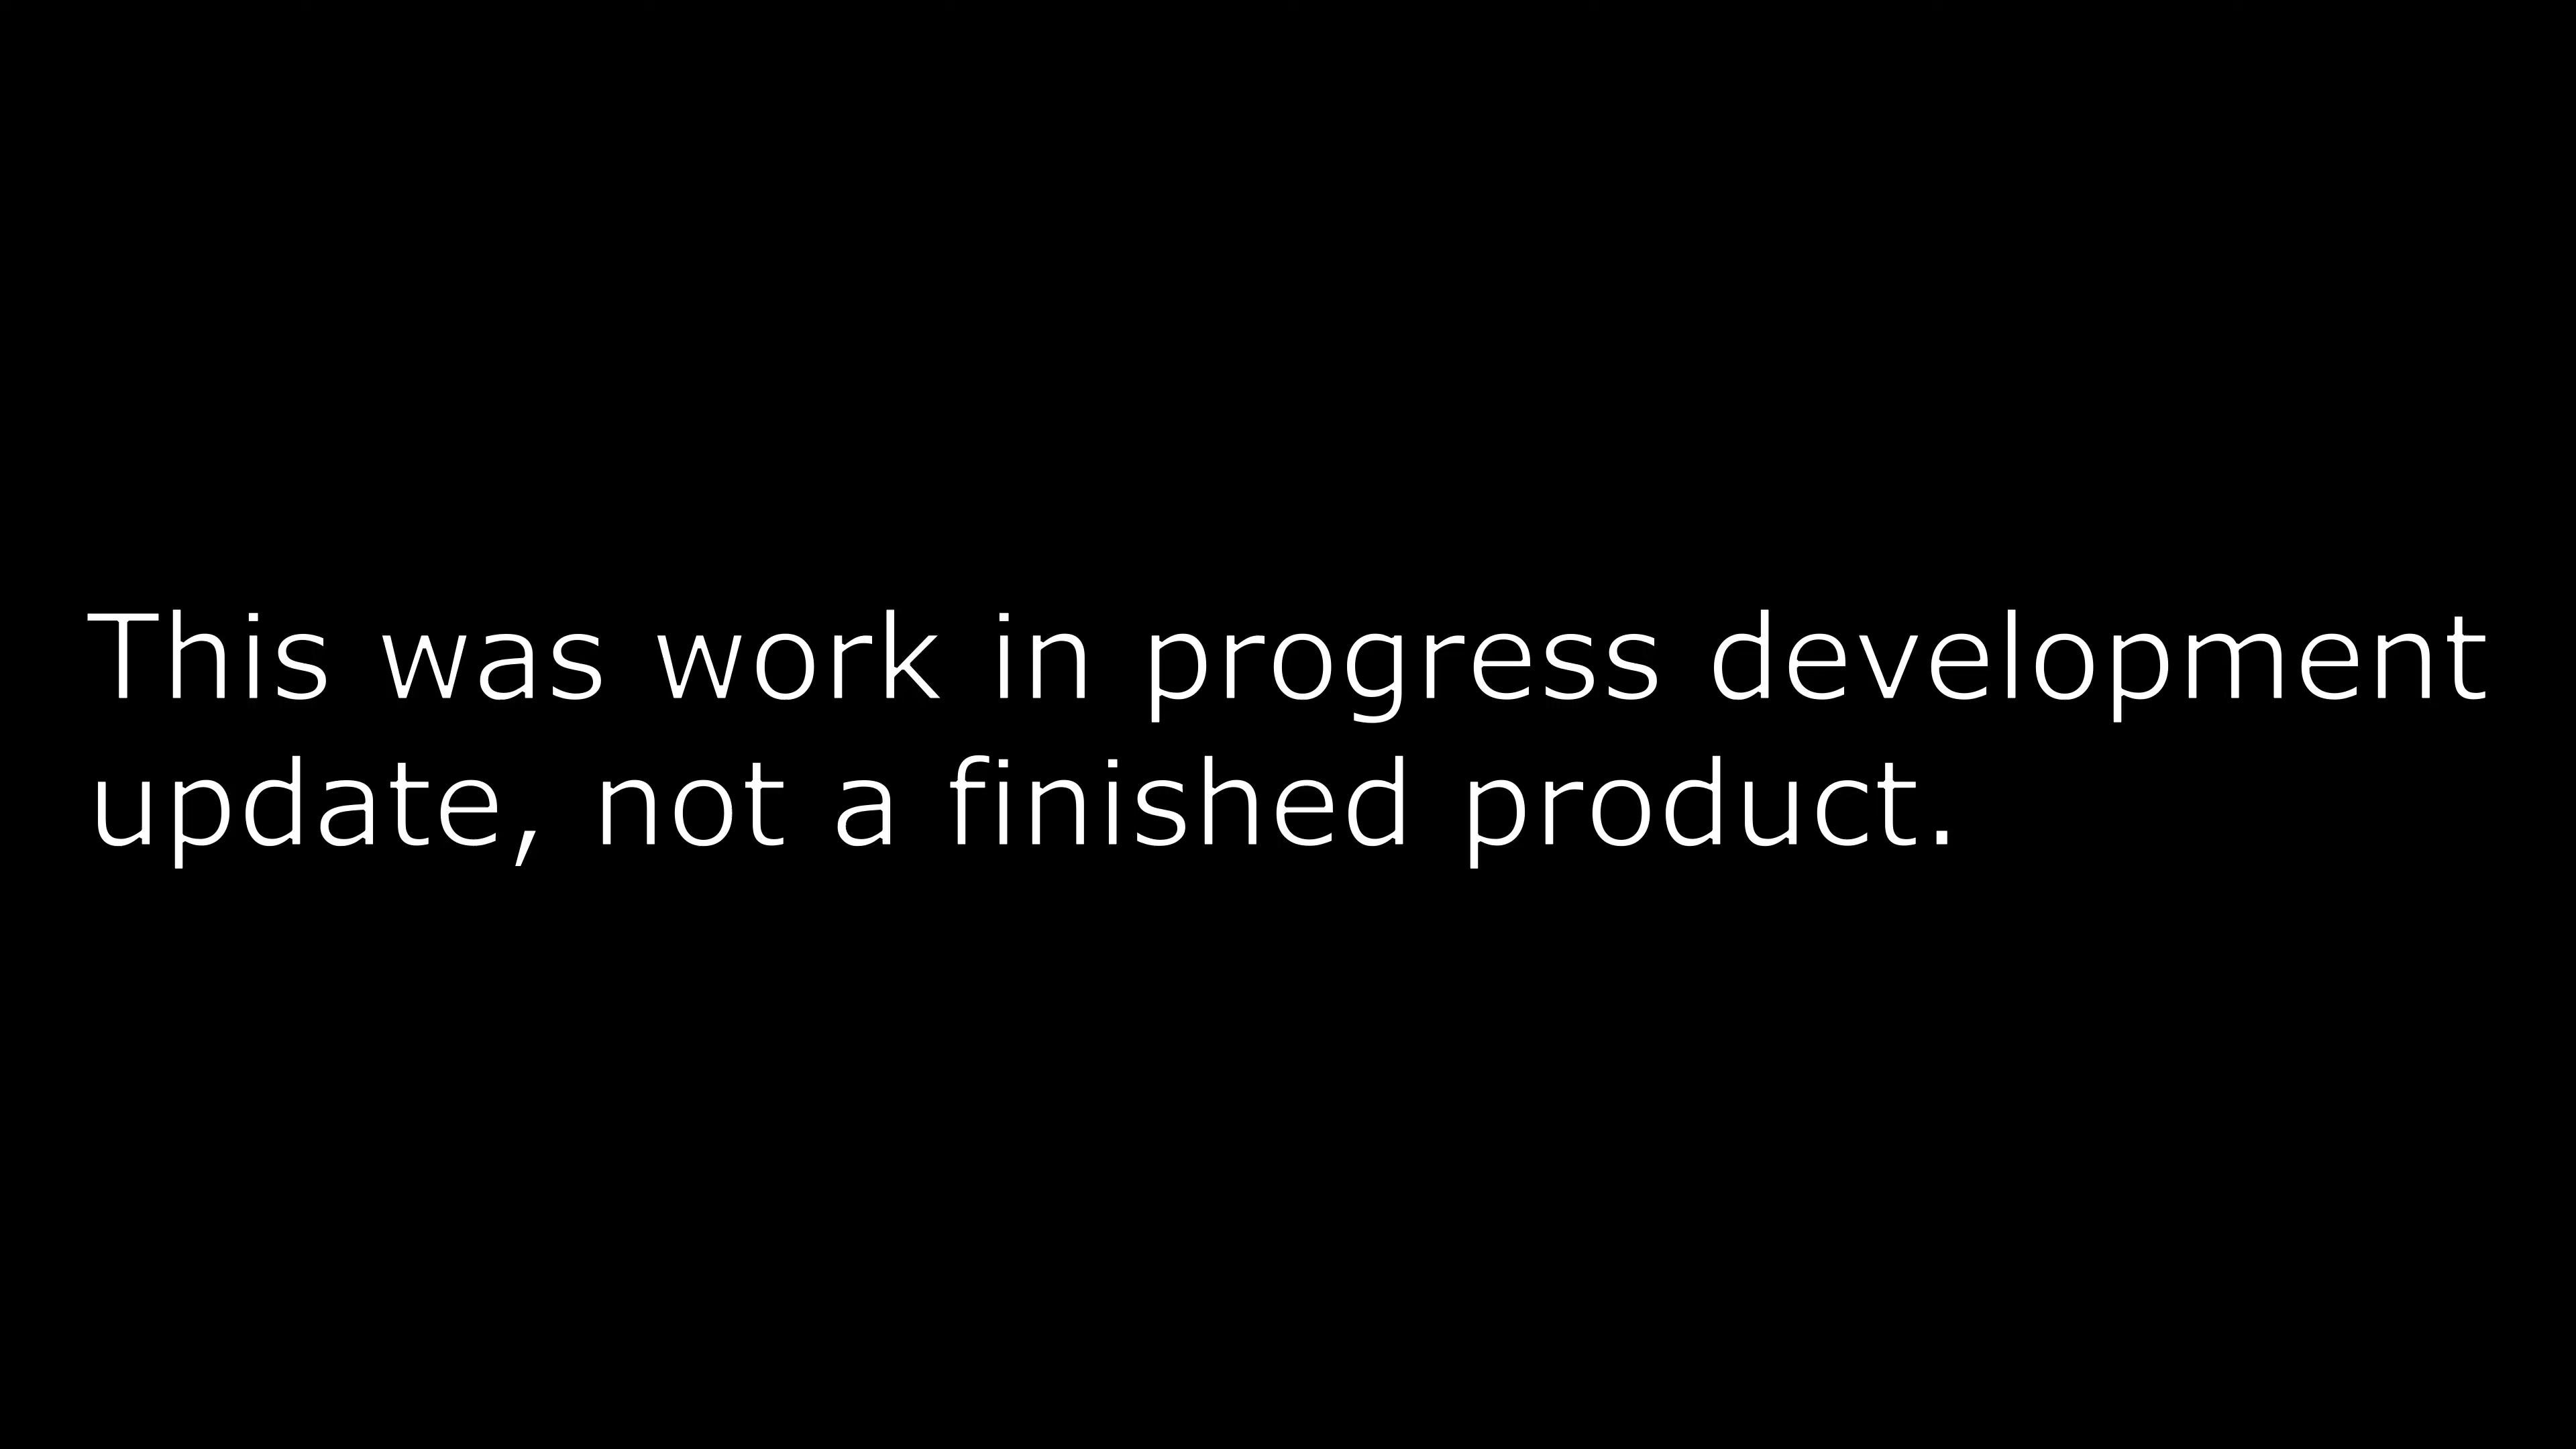 This was work in progress development
update, not a finished product.